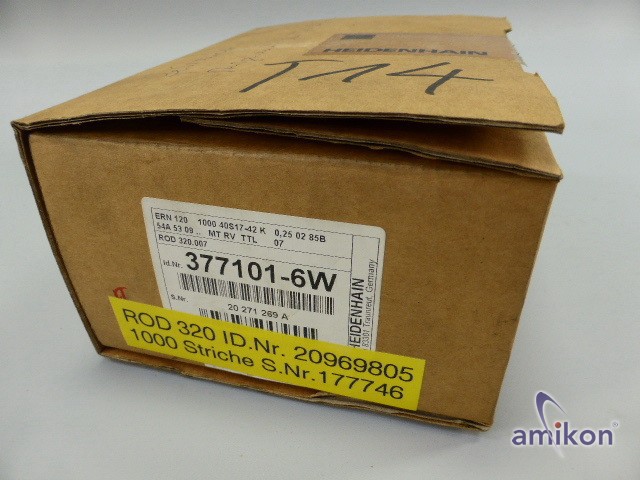 HEIDENHAIN
514
ERN 120 1000 40S17-42 K 0,25 02 85B
54A 53 09 .. MT RV TTL 07
ROD 320.007
Id.Nr. 377101-6W
S.Nr. 20 271 269 A
HEIDENHAIN
83301 Traunreut, Germany
ROD 320 ID.Nr. 20969805
1000 Striche S.Nr.177746
amikon